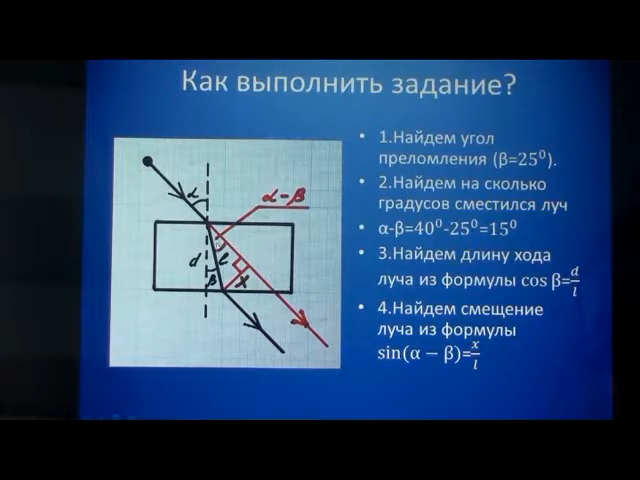 Как выполнить задание?
• 1.Найдем угол
преломления (β=25⁰).
• 2.Найдем на сколько
градусов сместился луч
• α-β=40⁰-25⁰=15⁰
• 3.Найдем длину хода
луча из формулы cos β=d/l
• 4.Найдем смещение
луча из формулы
sin(α − β)=x/l
α
α-β
d
l
β
x